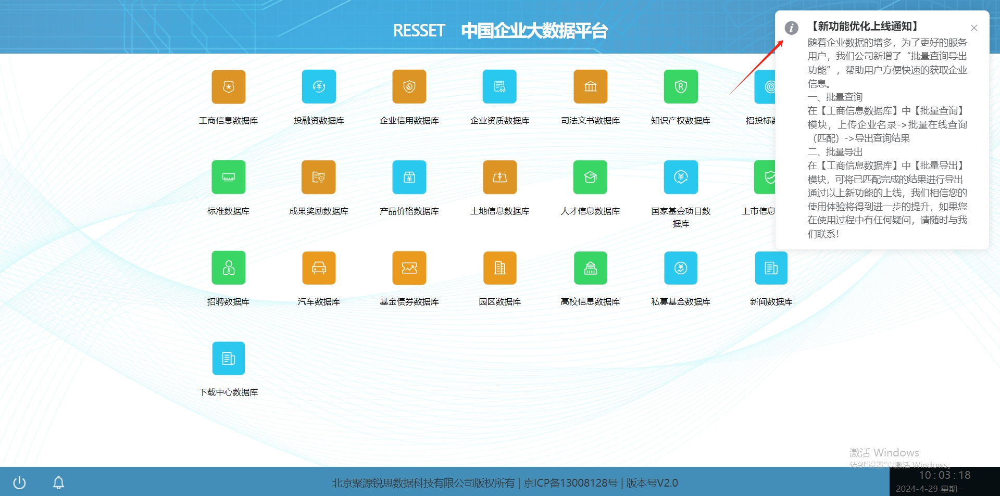 RESSET 中国企业大数据平台
【新功能优化上线通知】
随着企业数据的增多，为了更好的服务
用户，我们公司新增了“批量查询导出
功能”，帮助用户方便快速的获取企业
信息。
一、批量查询
在【工商信息数据库】中【批量查询】
模块，上传企业名录->批量在线查询
（匹配）->导出查询结果
二、批量导出
在【工商信息数据库】中【批量导出】
模块，可将已匹配完成的结果进行导出
通过以上新功能的上线，我们相信您的
使用体验将得到进一步的提升，如果您
在使用过程中有任何疑问，请随时与我
们联系！
工商信息数据库
投融资数据库
企业信用数据库
企业资质数据库
司法文书数据库
知识产权数据库
招投标
标准数据库
成果奖励数据库
产品价格数据库
土地信息数据库
人才信息数据库
国家基金项目数
据库
上市信息
招聘数据库
汽车数据库
基金债券数据库
园区数据库
高校信息数据库
私募基金数据库
新闻数据库
下载中心数据库
激活 Windows
转到“设置”以激活 Windows。
北京聚源锐思数据科技有限公司版权所有 | 京ICP备13008128号 | 版本号V2.0
10 : 03 : 18
2024-4-29 星期一